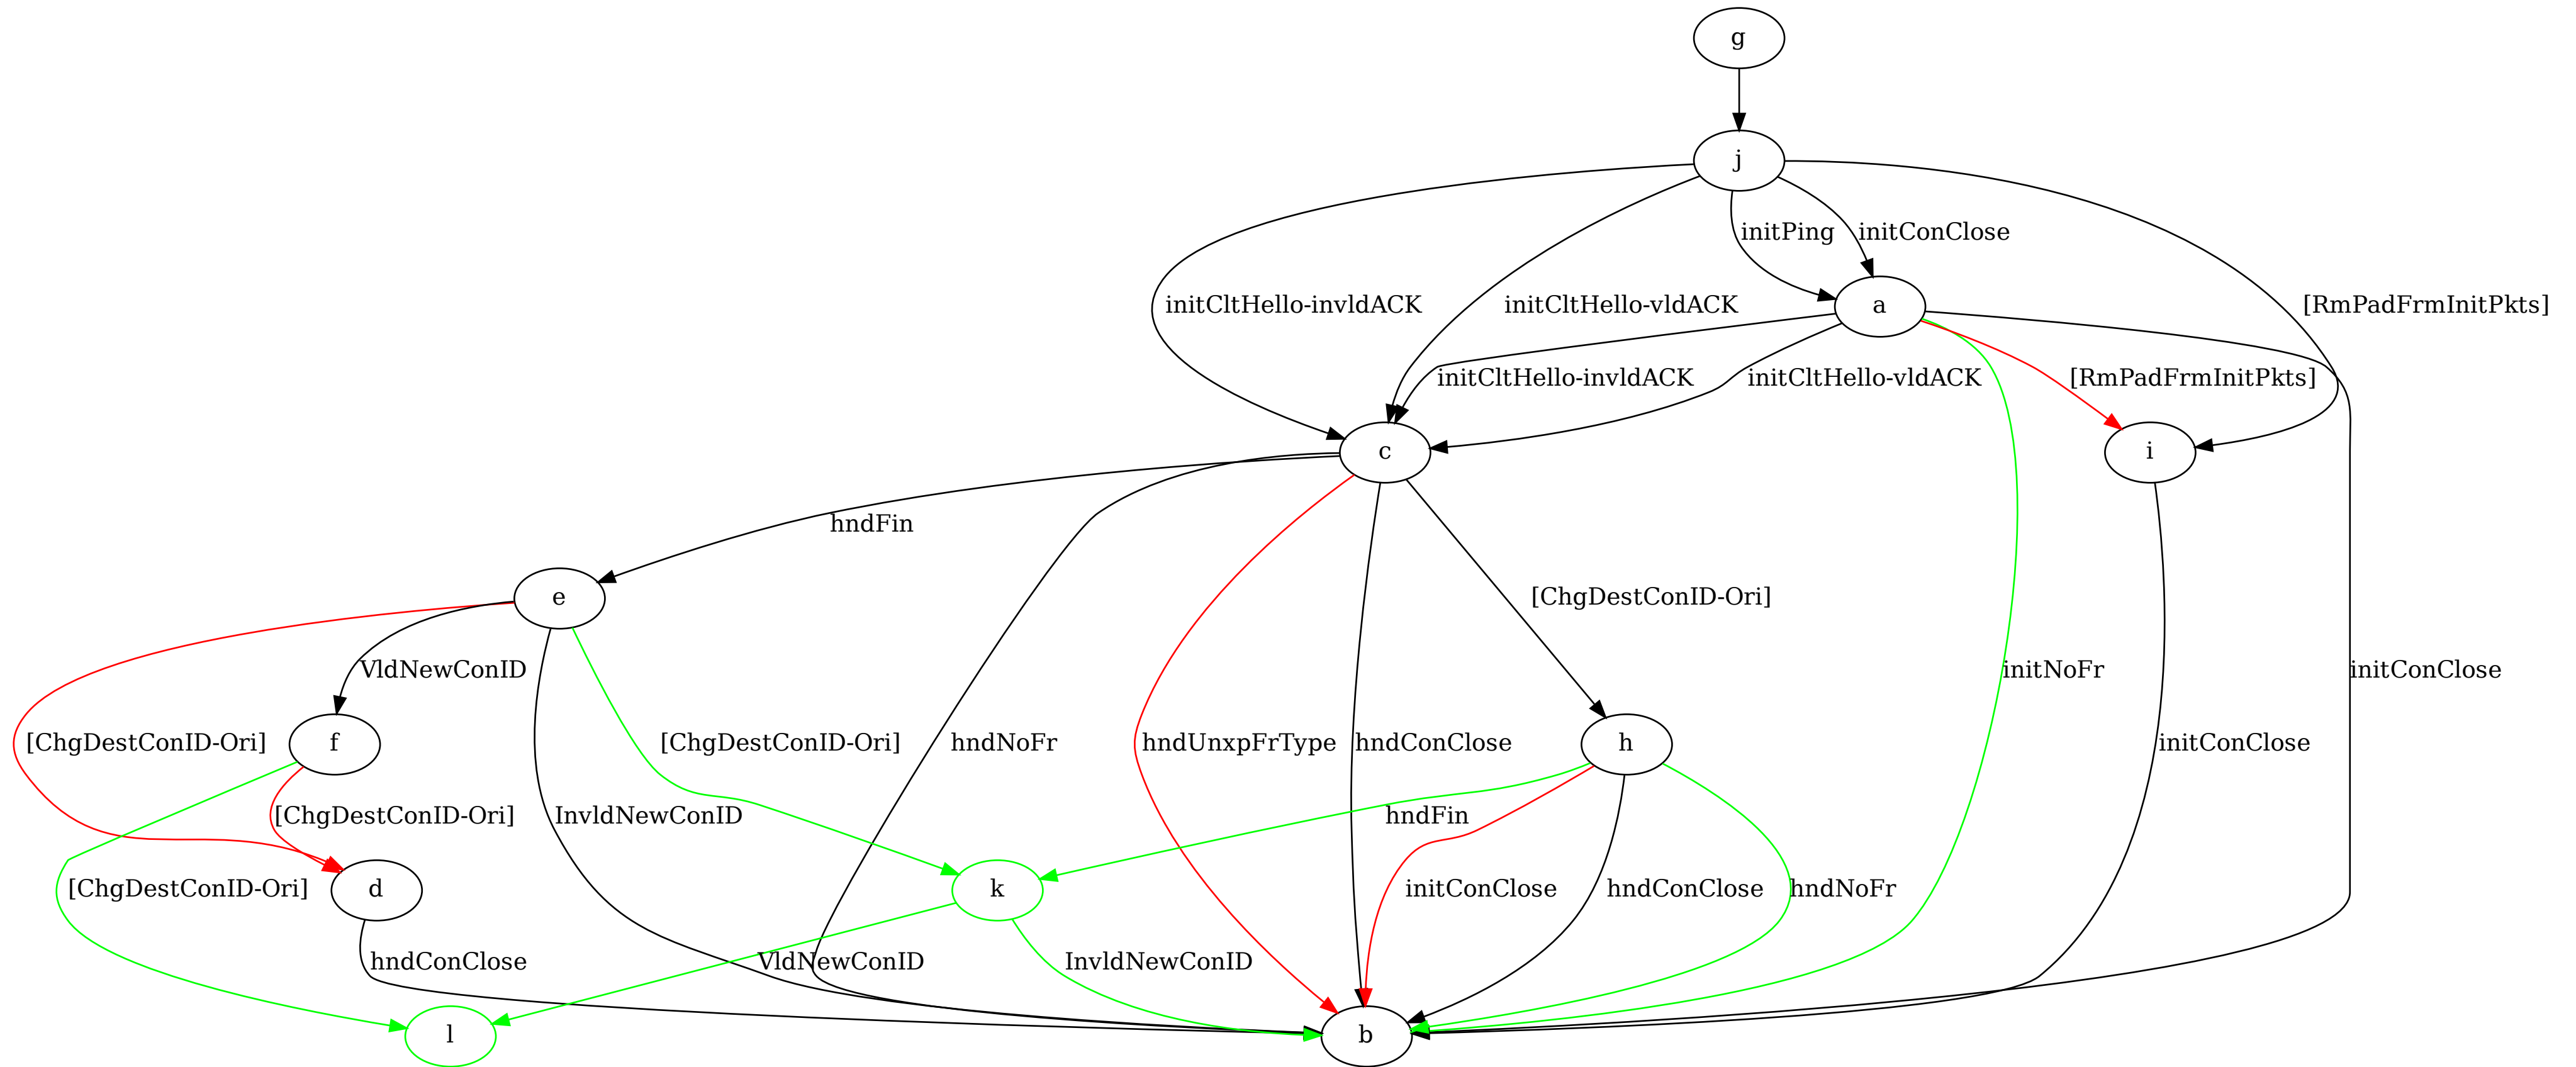 g
j
initPing
initConClose
initCltHello-invldACK
initCltHello-vldACK
a
[RmPadFrmInitPkts]
initCltHello-invldACK
initCltHello-vldACK
[RmPadFrmInitPkts]
c
i
hndFin
e
[ChgDestConID-Ori]
VldNewConID
initNoFr
initConClose
[ChgDestConID-Ori]
f
[ChgDestConID-Ori]
hndNoFr
hndUnxpFrType
hndConClose
h
initConClose
[ChgDestConID-Ori]
InvldNewConID
hndFin
[ChgDestConID-Ori]
d
k
initConClose
hndConClose
hndNoFr
hndConClose
VldNewConID
InvldNewConID
l
b